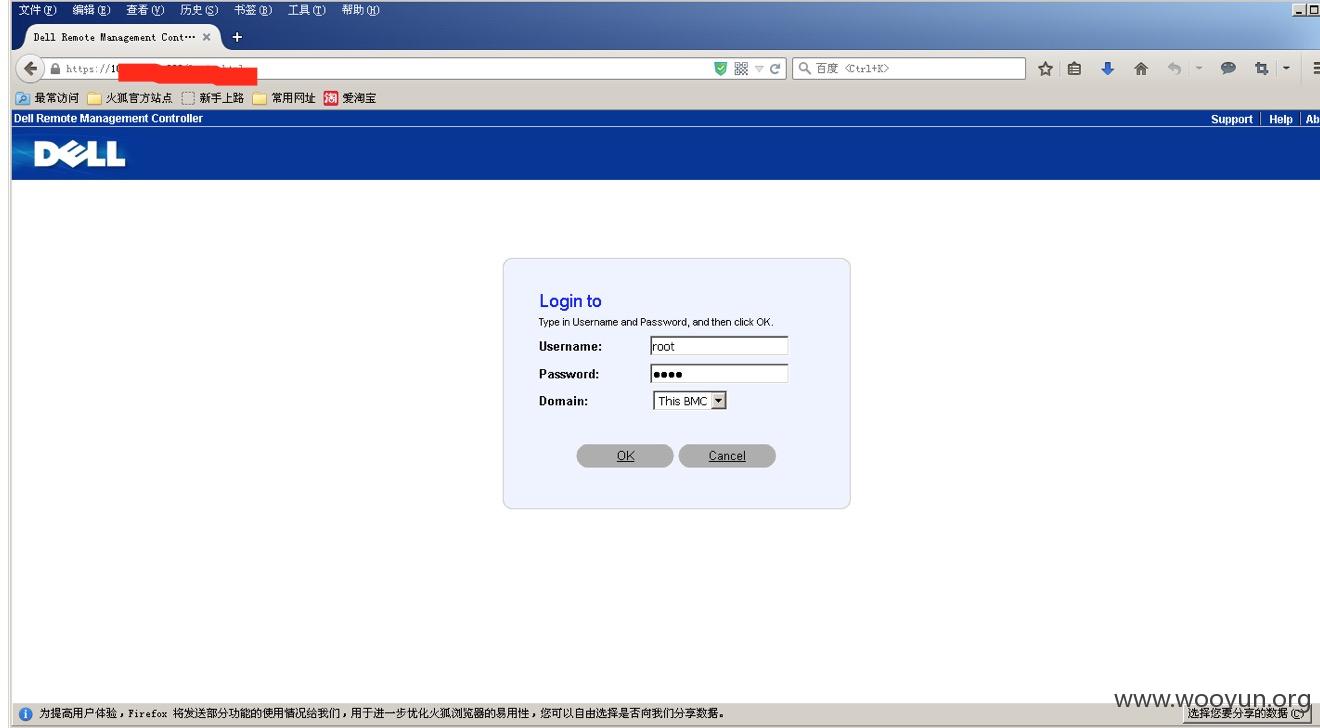 文件(F) 编辑(E) 查看(V) 历史(S) 书签(B) 工具(T) 帮助(H)
Dell Remote Management Cont··· × +
https://10
百度 <Ctrl+K>
最常访问 火狐官方站点 新手上路 常用网址 淘 爱淘宝
Dell Remote Management Controller Support Help Ab
DELL
Login to
Type in Username and Password, and then click OK.
Username: root
Password: ●●●●
Domain: This BMC
OK Cancel
www.wooyun.org
为提高用户体验，Firefox 将发送部分功能的使用情况给我们，用于进一步优化火狐浏览器的易用性，您可以自由选择是否向我们分享数据。 选择您要分享的数据(C)